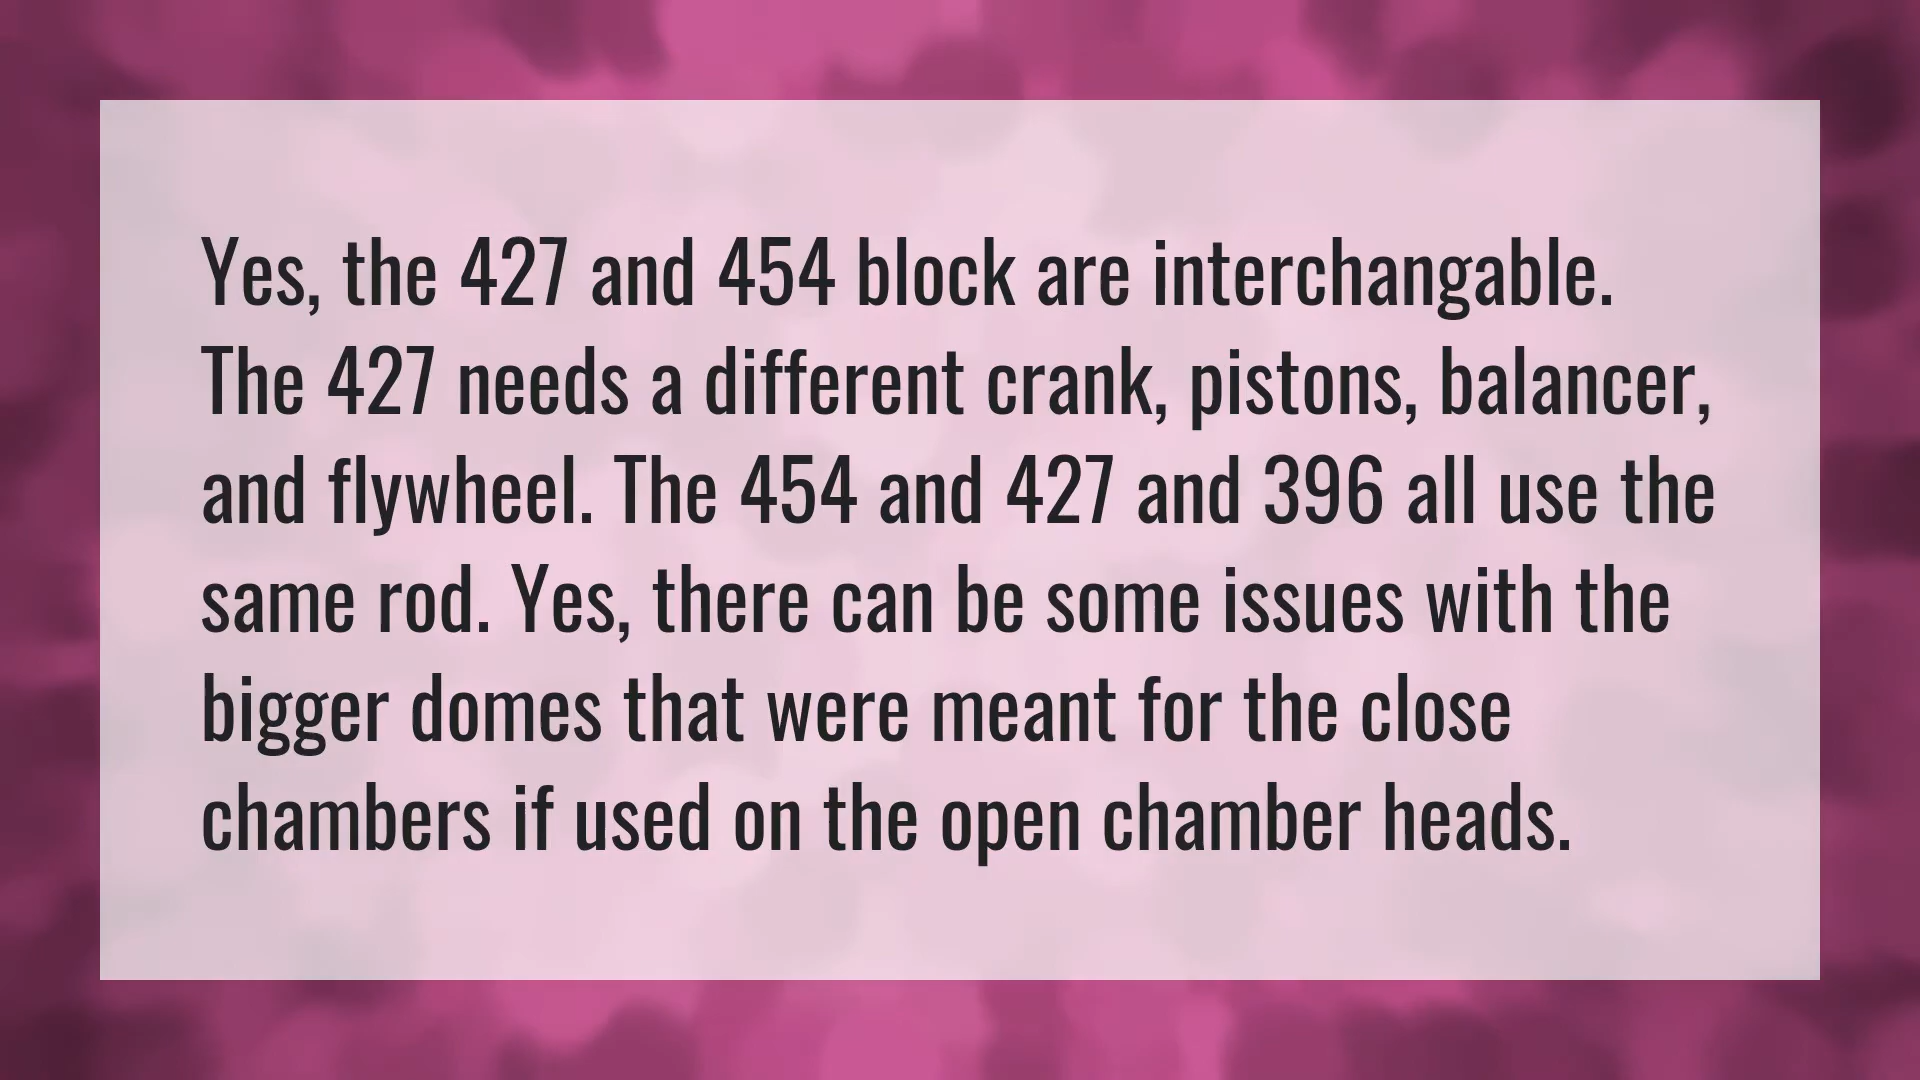 Yes, the 427 and 454 block are interchangable.
The 427 needs a different crank, pistons, balancer,
and flywheel. The 454 and 427 and 396 all use the
same rod. Yes, there can be some issues with the
bigger domes that were meant for the close
chambers if used on the open chamber heads.